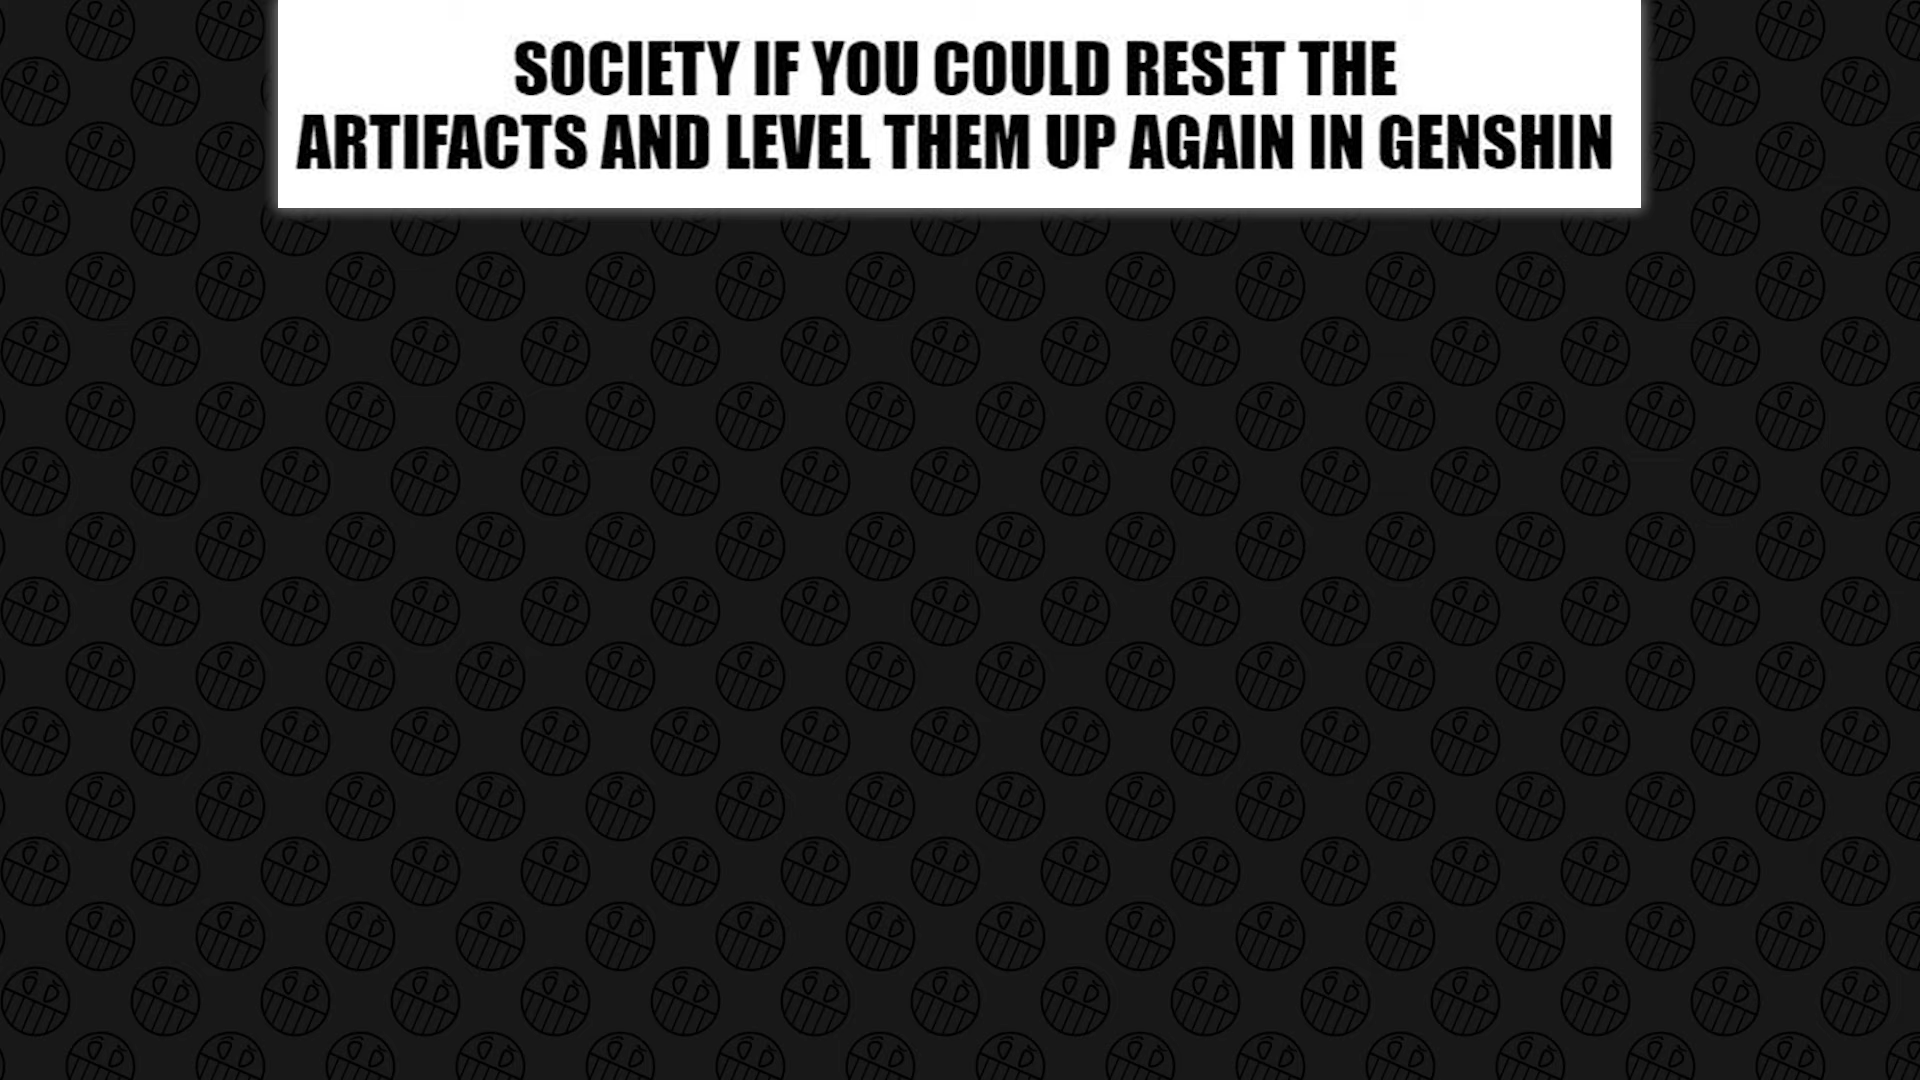 SOCIETY IF YOU COULD RESET THE
ARTIFACTS AND LEVEL THEM UP AGAIN IN GENSHIN